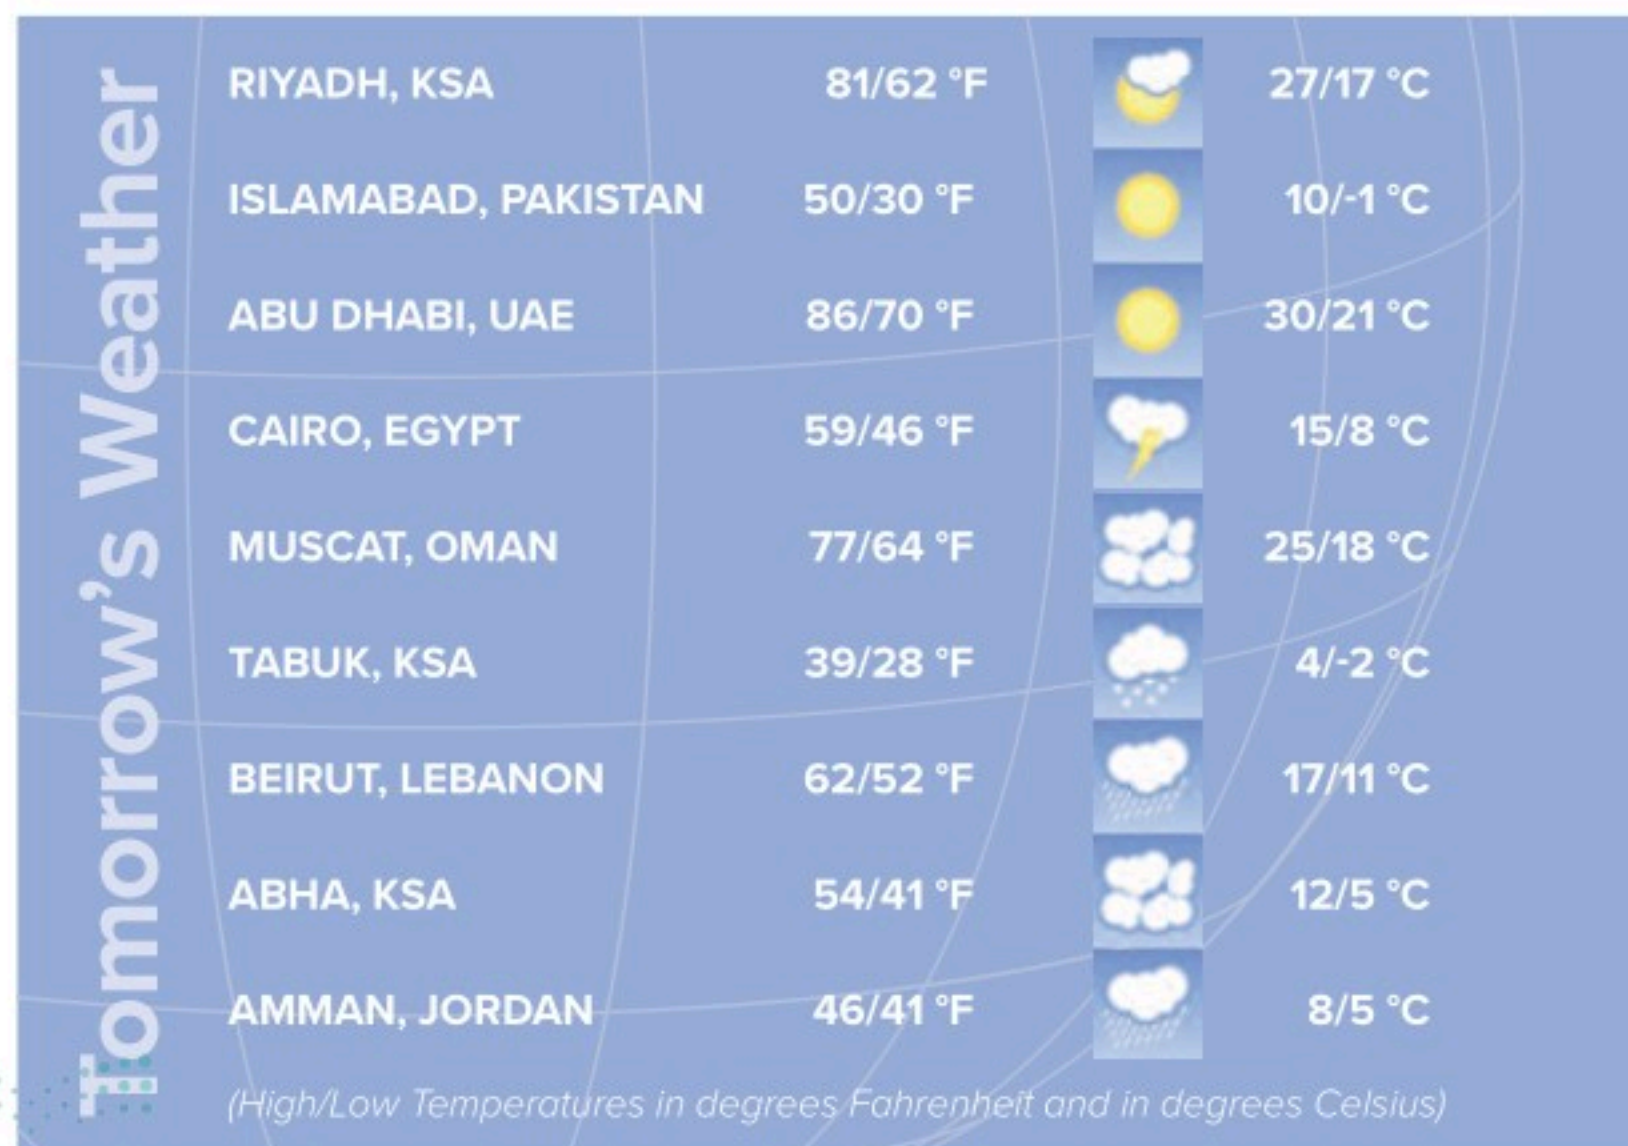 Tomorrow's Weather
RIYADH, KSA 81/62 °F 27/17 °C
ISLAMABAD, PAKISTAN 50/30 °F 10/-1 °C
ABU DHABI, UAE 86/70 °F 30/21 °C
CAIRO, EGYPT 59/46 °F 15/8 °C
MUSCAT, OMAN 77/64 °F 25/18 °C
TABUK, KSA 39/28 °F 4/-2 °C
BEIRUT, LEBANON 62/52 °F 17/11 °C
ABHA, KSA 54/41 °F 12/5 °C
AMMAN, JORDAN 46/41 °F 8/5 °C
(High/Low Temperatures in degrees Fahrenheit and in degrees Celsius)